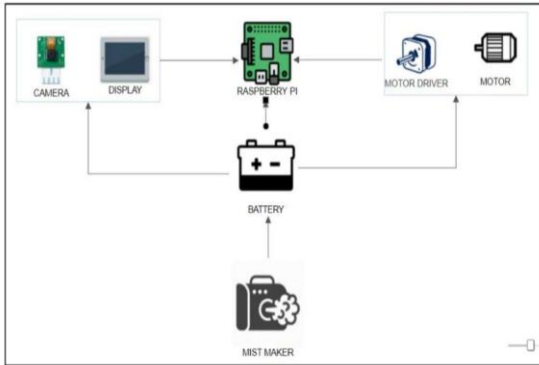 CAMERA
DISPLAY
RASPBERRY PI
MOTOR DRIVER
MOTOR
BATTERY
MIST MAKER